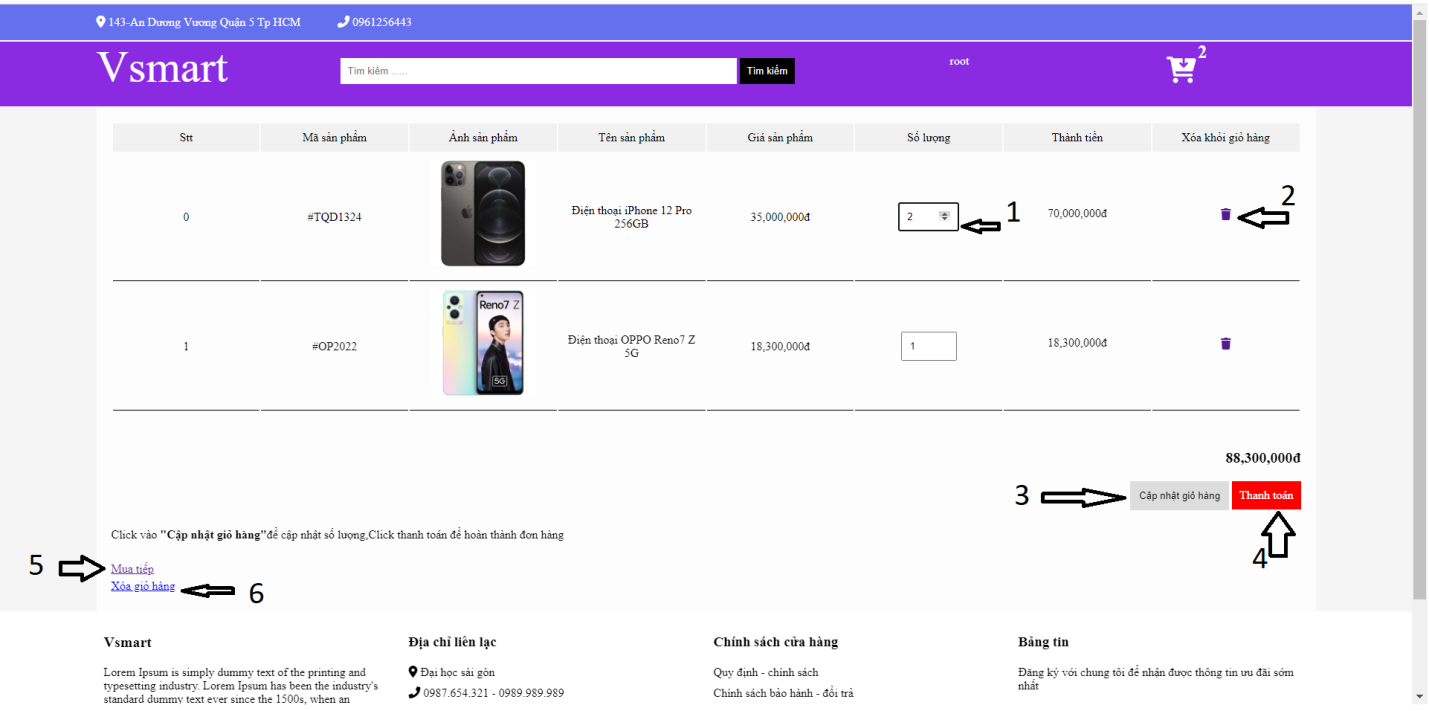 143-An Dương Vương Quận 5 Tp HCM 0961256443
Vsmart Tìm kiếm ...... Tìm kiếm root 2
Stt Mã sản phẩm Ảnh sản phẩm Tên sản phẩm Giá sản phẩm Số lượng Thành tiền Xóa khỏi giỏ hàng
0 #TQD1324 Điện thoại iPhone 12 Pro 35,000,000đ 2 1 70,000,000đ 2
256GB
Reno7 Z
1 #OP2022 Điện thoại OPPO Reno7 Z 18,300,000đ 1 18,300,000đ
5G
5G
88,300,000đ
3 Cập nhật giỏ hàng Thanh toán
Click vào "Cập nhật giỏ hàng"để cập nhật số lượng,Click thanh toán để hoàn thành đơn hàng
4
5 Mua tiếp
Xóa giỏ hàng 6
Vsmart Địa chỉ liên lạc Chính sách cửa hàng Bảng tin
Lorem Ipsum is simply dummy text of the printing and Đại học sài gòn Quy định - chinh sách Đăng ký với chung tôi để nhận được thông tin ưu đãi sớm
typesetting industry. Lorem Ipsum has been the industry's 0987.654.321 - 0989.989.989 Chính sách bảo hành - đổi trả nhất
standard dummy text ever since the 1500s, when an